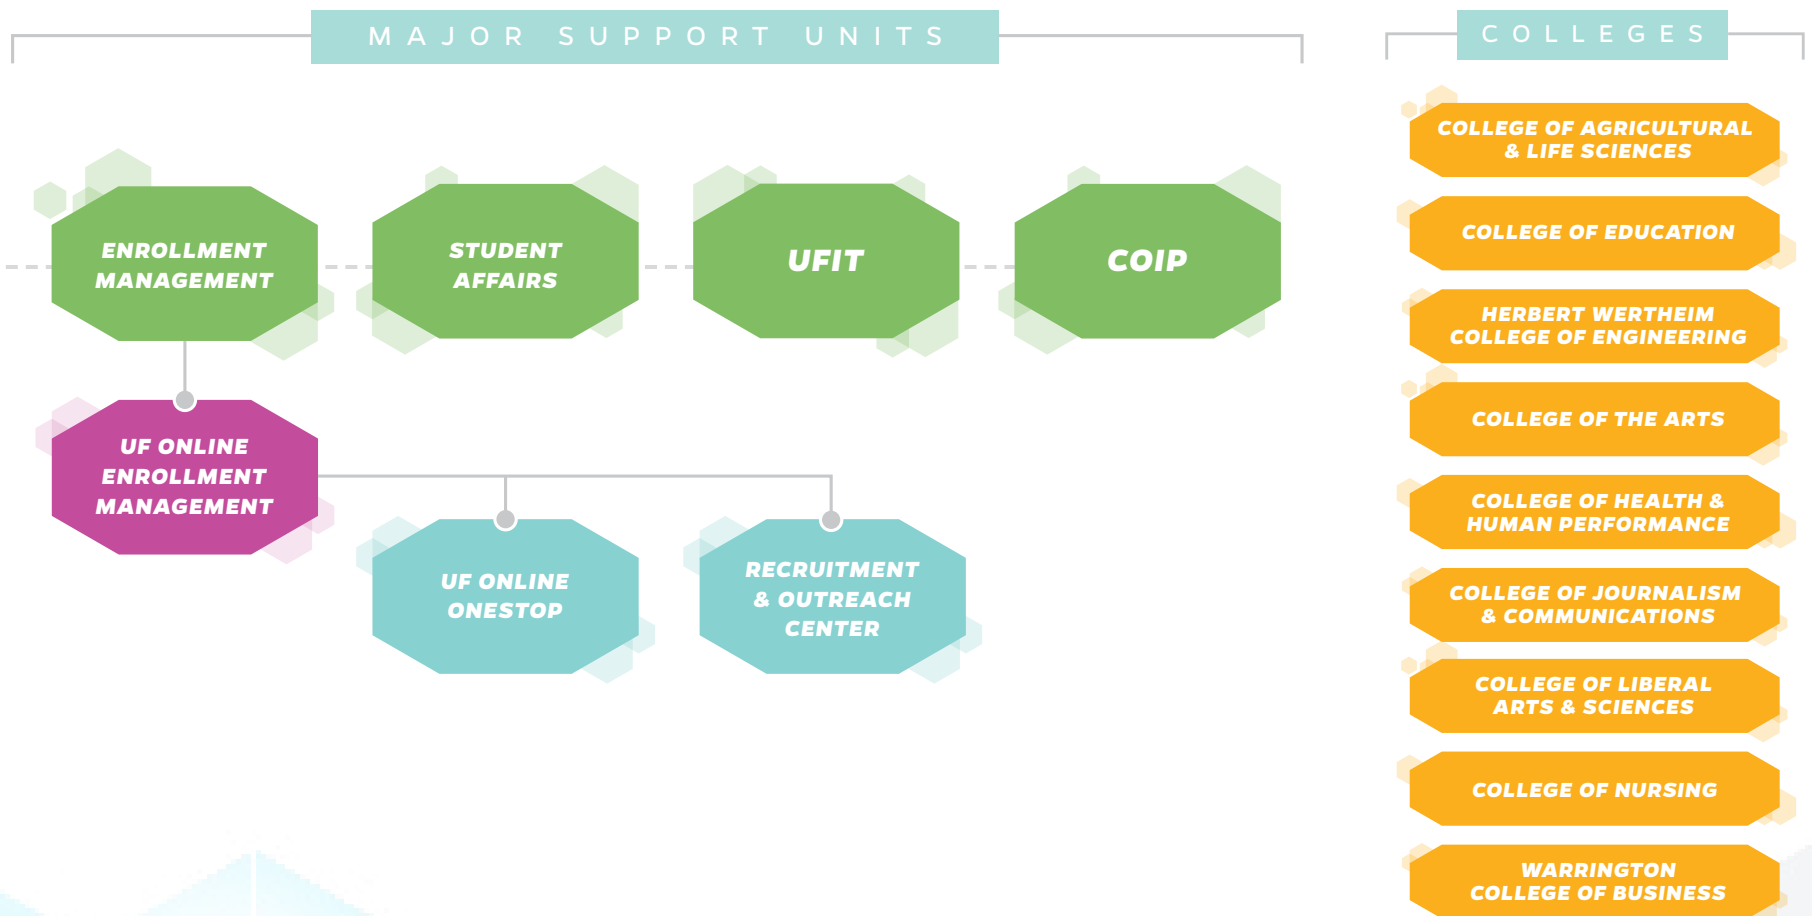 MAJOR SUPPORT UNITS
ENROLLMENT
MANAGEMENT
STUDENT
AFFAIRS
UFIT
COIP
UF ONLINE
ENROLLMENT
MANAGEMENT
UF ONLINE
ONESTOP
RECRUITMENT
& OUTREACH
CENTER
COLLEGES
COLLEGE OF AGRICULTURAL
& LIFE SCIENCES
COLLEGE OF EDUCATION
HERBERT WERTHEIM
COLLEGE OF ENGINEERING
COLLEGE OF THE ARTS
COLLEGE OF HEALTH &
HUMAN PERFORMANCE
COLLEGE OF JOURNALISM
& COMMUNICATIONS
COLLEGE OF LIBERAL
ARTS & SCIENCES
COLLEGE OF NURSING
WARRINGTON
COLLEGE OF BUSINESS